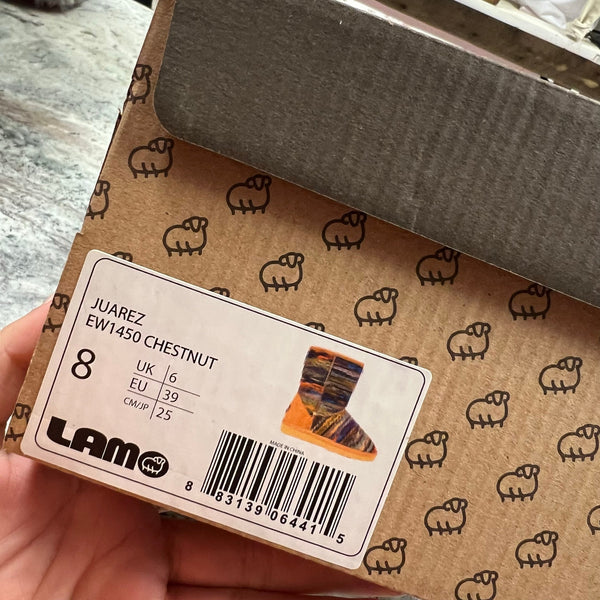 JUAREZ
EW1450 CHESTNUT
8
UK 6
EU 39
CM/JP 25
LAMO
MADE IN CHINA
8 83139 06441 5